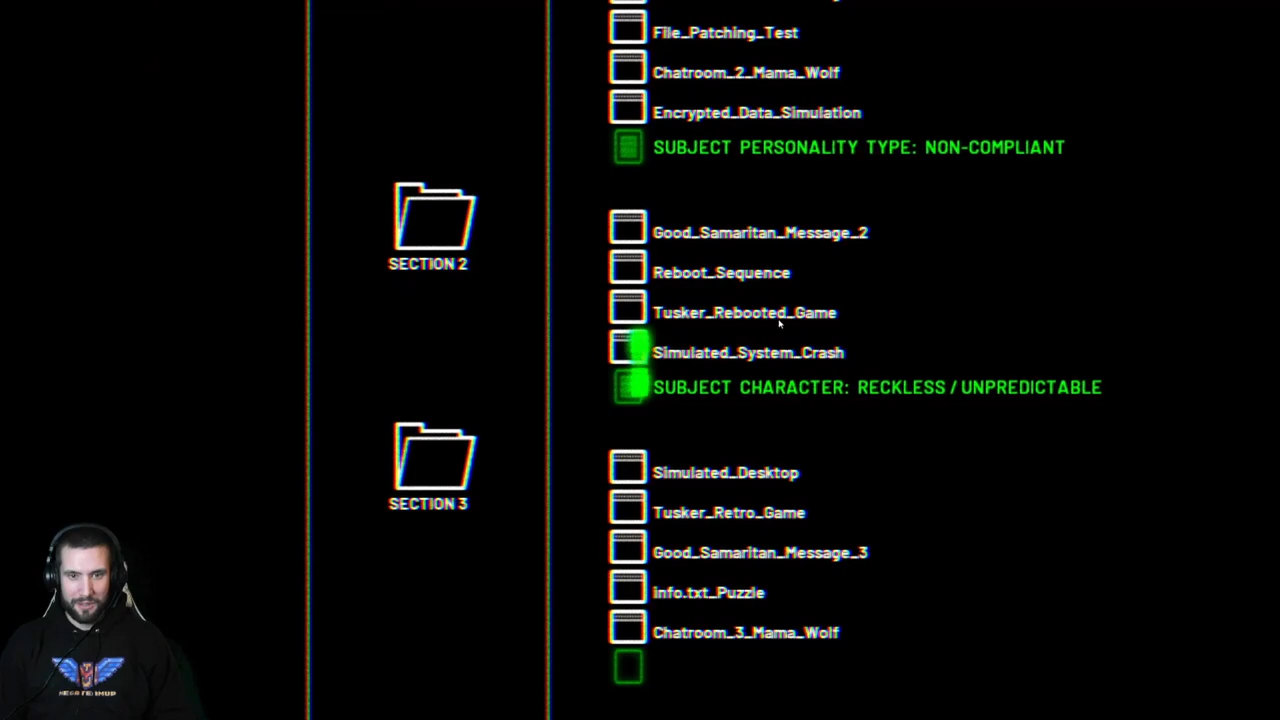 File_Patching_Test
Chatroom_2_Mama_Wolf
Encrypted_Data_Simulation
SUBJECT PERSONALITY TYPE: NON-COMPLIANT
SECTION 2
Good_Samaritan_Message_2
Reboot_Sequence
Tusker_Rebooted_Game
Simulated_System_Crash
SUBJECT CHARACTER: RECKLESS / UNPREDICTABLE
SECTION 3
Simulated_Desktop
Tusker_Retro_Game
Good_Samaritan_Message_3
info.txt_Puzzle
Chatroom_3_Mama_Wolf